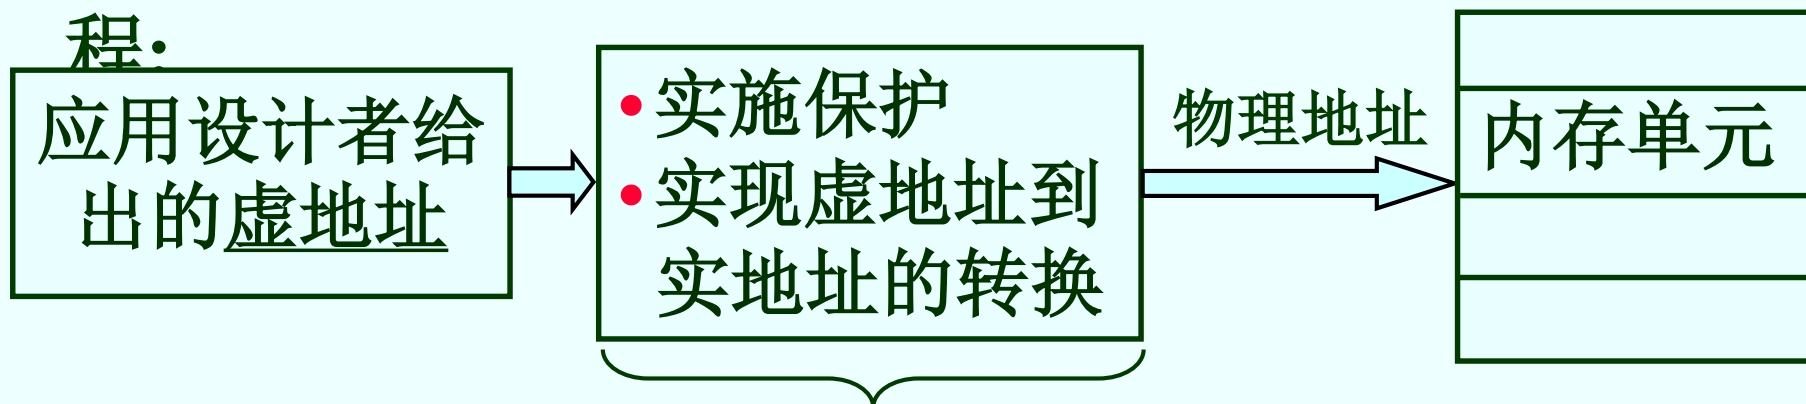 程:
应用设计者给
出的虚地址
•实施保护
•实现虚地址到
实地址的转换
物理地址
内存单元